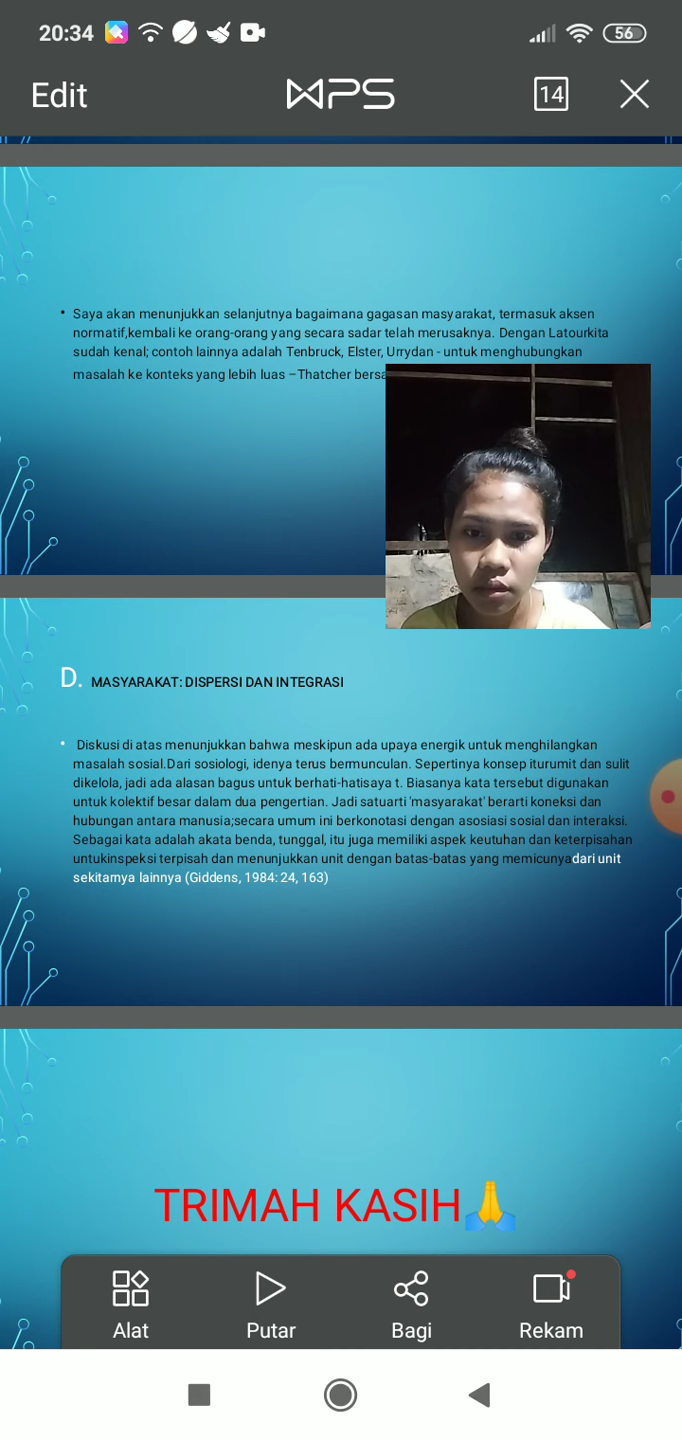 20:34
56
Edit
WPS
14
• Saya akan menunjukkan selanjutnya bagaimana gagasan masyarakat, termasuk aksen
normatif,kembali ke orang-orang yang secara sadar telah merusaknya. Dengan Latourkita
sudah kenal; contoh lainnya adalah Tenbruck, Elster, Urrydan - untuk menghubungkan
masalah ke konteks yang lebih luas –Thatcher bersa
D. MASYARAKAT: DISPERSI DAN INTEGRASI
• Diskusi di atas menunjukkan bahwa meskipun ada upaya energik untuk menghilangkan
masalah sosial.Dari sosiologi, idenya terus bermunculan. Sepertinya konsep iturumit dan sulit
dikelola, jadi ada alasan bagus untuk berhati-hatisaya t. Biasanya kata tersebut digunakan
untuk kolektif besar dalam dua pengertian. Jadi satuarti 'masyarakat' berarti koneksi dan
hubungan antara manusia;secara umum ini berkonotasi dengan asosiasi sosial dan interaksi.
Sebagai kata adalah akata benda, tunggal, itu juga memiliki aspek keutuhan dan keterpisahan
untukinspeksi terpisah dan menunjukkan unit dengan batas-batas yang memicunyadari unit
sekitarnya lainnya (Giddens, 1984: 24, 163)
TRIMAH KASIH🙏
Alat
Putar
Bagi
Rekam